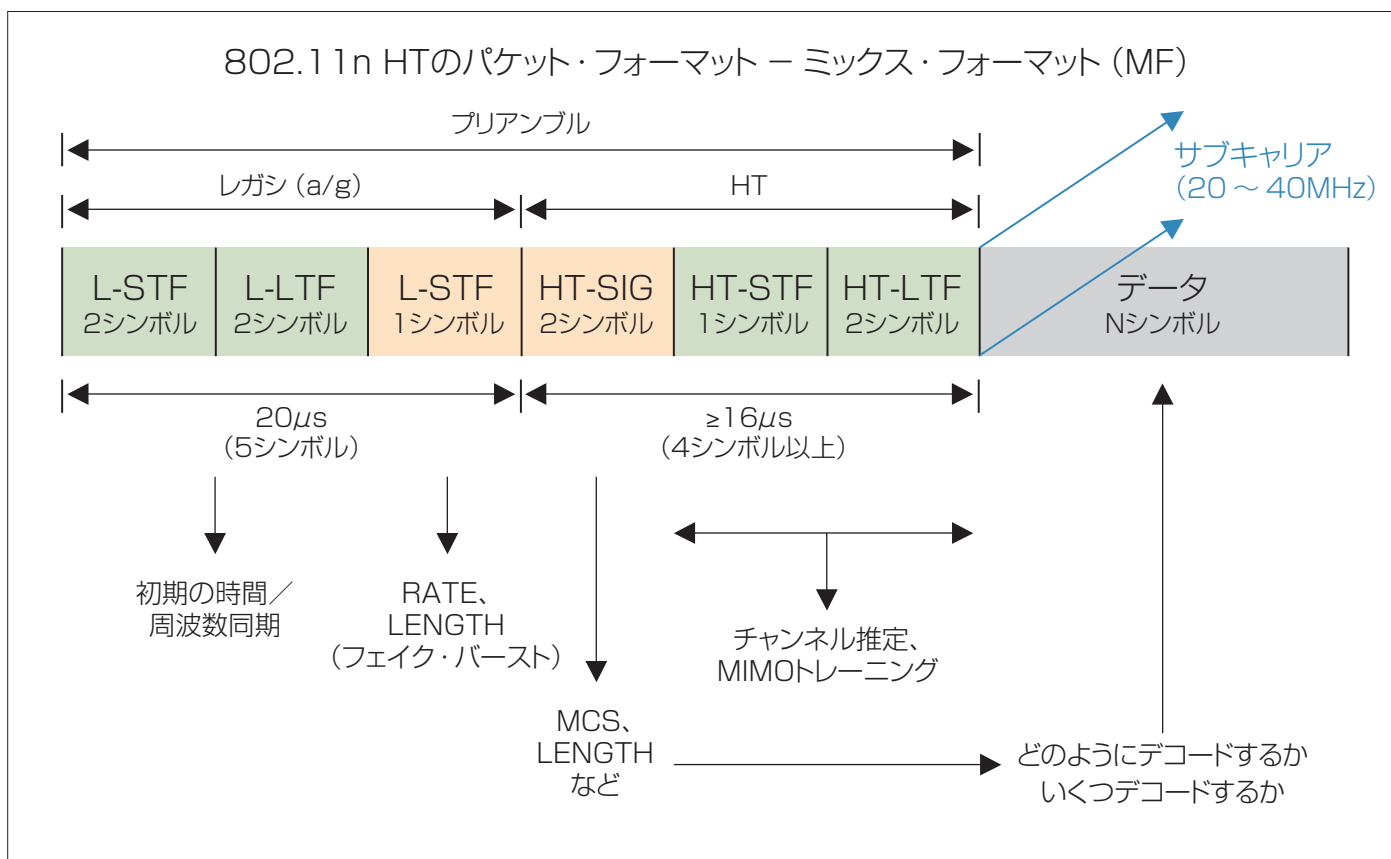 802.11n HTのパケット・フォーマット − ミックス・フォーマット（MF）
プリアンブル
サブキャリア
（20 ～ 40MHz）
レガシ（a/g）
HT
L-STF
2シンボル
L-LTF
2シンボル
L-STF
1シンボル
HT-SIG
2シンボル
HT-STF
1シンボル
HT-LTF
2シンボル
データ
Nシンボル
20μs
（5シンボル）
≥16μs
（4シンボル以上）
初期の時間／
周波数同期
RATE、
LENGTH
（フェイク・バースト）
チャンネル推定、
MIMOトレーニング
MCS、
LENGTH
など
どのようにデコードするか
いくつデコードするか